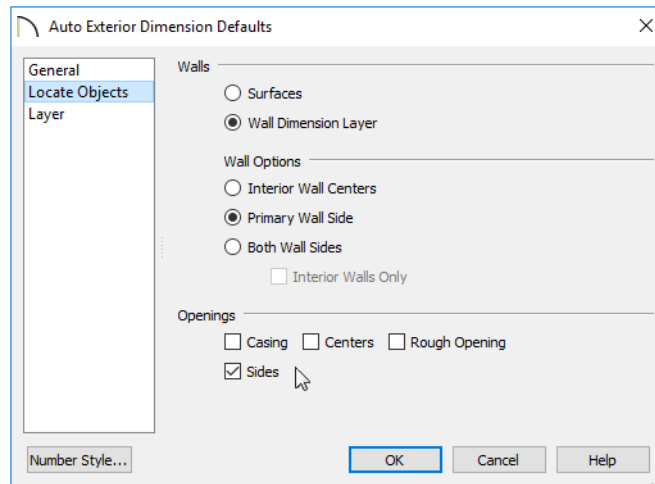 Auto Exterior Dimension Defaults
General
Locate Objects
Layer
Walls
Surfaces
Wall Dimension Layer
Wall Options
Interior Wall Centers
Primary Wall Side
Both Wall Sides
Interior Walls Only
Openings
Casing Centers Rough Opening
Sides
Number Style... OK Cancel Help